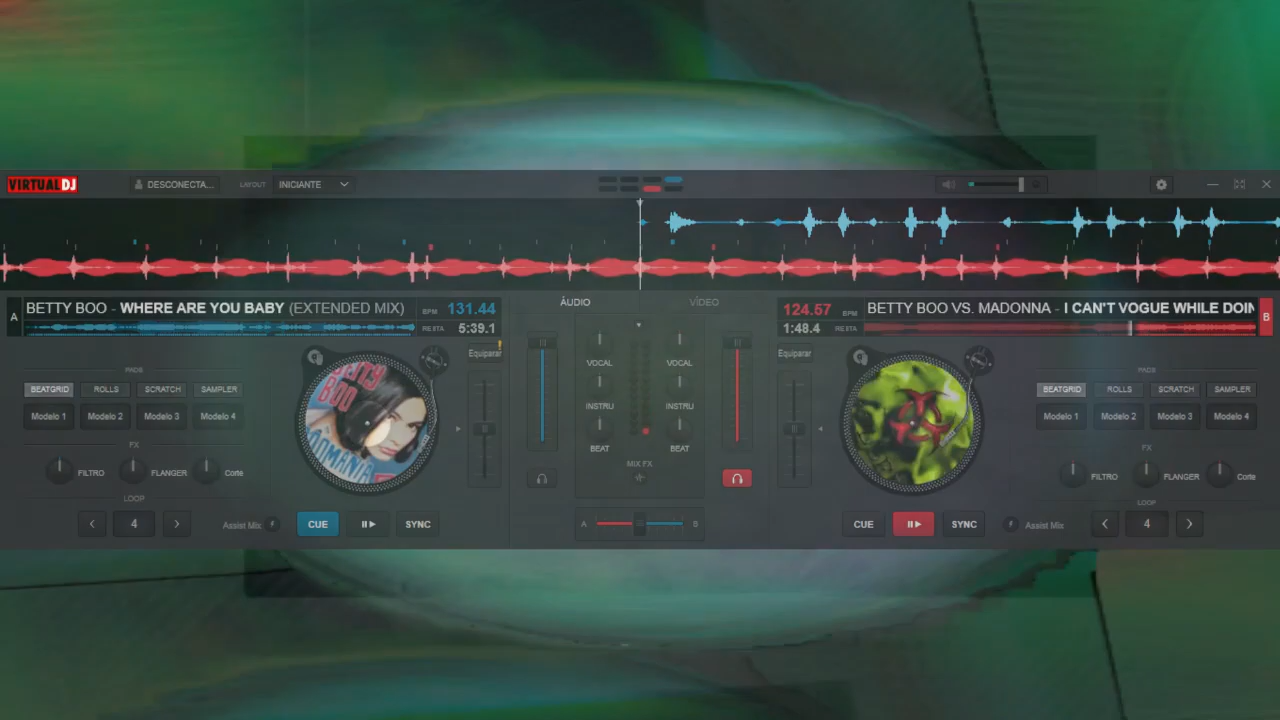 VIRTUALDJ DESCONECTA... LAYOUT INICIANTE
A BETTY BOO - WHERE ARE YOU BABY (EXTENDED MIX) BPM 131.44
RESTA 5:39.1
ÁUDIO VÍDEO
124.57 BPM BETTY BOO VS. MADONNA - I CAN'T VOGUE WHILE DOIN B
1:48.4 RESTA
Equiparar
PADS
BEATGRID ROLLS SCRATCH SAMPLER
Modelo 1 Modelo 2 Modelo 3 Modelo 4
FX
FILTRO FLANGER Corte
LOOP
4 Assist Mix CUE SYNC
BETTY
BOO
VOCAL VOCAL
INSTRU INSTRU
BEAT BEAT
MIX FX
A B
Equiparar
PADS
BEATGRID ROLLS SCRATCH SAMPLER
Modelo 1 Modelo 2 Modelo 3 Modelo 4
FX
FILTRO FLANGER Corte
LOOP
CUE SYNC Assist Mix 4